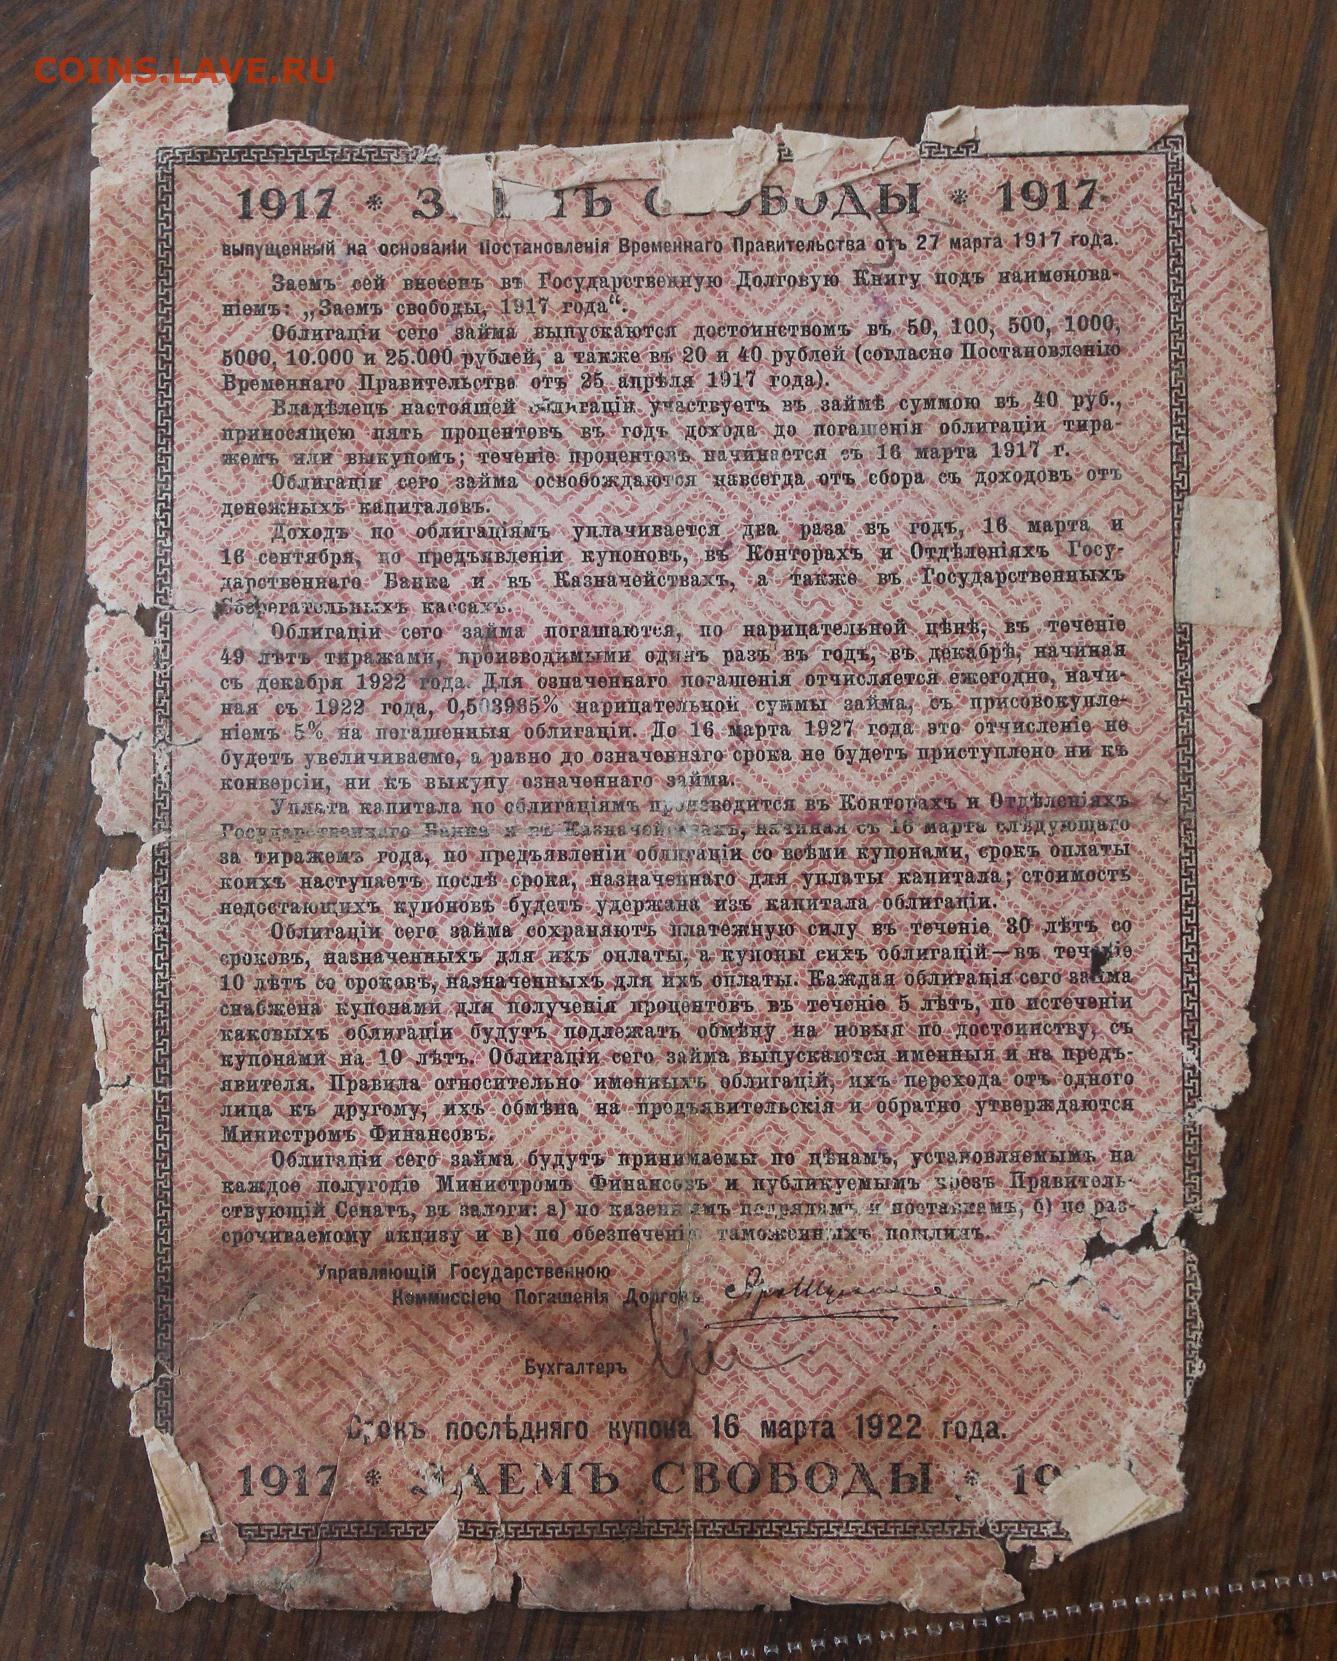 COINS.LAVE.RU
1917 * ЗАЕМЪ СВОБОДЫ * 1917
выпущенный на основаніи Постановленія Временнаго Правительства отъ 27 марта 1917 года.
Заемъ сей внесенъ въ Государственную Долговую Книгу подъ наименова-
ніемъ: „Заемъ свободы, 1917 года“.
Облигаціи сего займа выпускаются достоинствомъ въ 50, 100, 500, 1000,
5000, 10.000 и 25.000 рублей, а также въ 20 и 40 рублей (согласно Постановленію
Временнаго Правительства отъ 25 апрѣля 1917 года).
Владѣлецъ настоящей облигаціи участвуетъ въ займѣ суммою въ 40 руб.,
приносящею пять процентовъ въ годъ дохода до погашенія облигаціи тира-
жемъ или выкупомъ; теченіе процентовъ начинается съ 16 марта 1917 г.
Облигаціи сего займа освобождаются навсегда отъ сбора съ доходовъ отъ
денежныхъ капиталовъ.
Доходъ по облигаціямъ уплачивается два раза въ годъ, 16 марта и
16 сентября, по предъявленіи купоновъ, въ Конторахъ и Отдѣленіяхъ Госу-
дарственнаго Банка и въ Казначействахъ, а также въ Государственныхъ
Сберегательныхъ кассахъ.
Облигаціи сего займа погашаются, по нарицательной цѣнѣ, въ теченіе
49 лѣтъ тиражами, производимыми одинъ разъ въ годъ, въ декабрѣ, начиная
съ декабря 1922 года. Для означеннаго погашенія отчисляется ежегодно, начи-
ная съ 1922 года, 0,503965% нарицательной суммы займа, съ присовокупле-
ніемъ 5% на погашенныя облигаціи. До 16 марта 1927 года это отчисленіе не
будетъ увеличиваемо, а равно до означеннаго срока не будетъ приступлено ни къ
конверсіи, ни къ выкупу означеннаго займа.
Уплата капитала по облигаціямъ производится въ Конторахъ и Отдѣленіяхъ
Государственнаго Банка и въ Казначействахъ, начиная съ 16 марта слѣдующаго
за тиражемъ года, по предъявленіи облигаціи со всѣми купонами, срокъ оплаты
коихъ наступаетъ послѣ срока, назначеннаго для уплаты капитала; стоимость
недостающихъ купоновъ будетъ удержана изъ капитала облигаціи.
Облигаціи сего займа сохраняютъ платежную силу въ теченіе 30 лѣтъ со
сроковъ, назначенныхъ для ихъ оплаты, а купоны сихъ облигацій—въ теченіе
10 лѣтъ со сроковъ, назначенныхъ для ихъ оплаты. Каждая облигація сего займа
снабжена купонами для полученія процентовъ въ теченіе 5 лѣтъ, по истеченіи
каковыхъ облигаціи будутъ подлежать обмѣну на новыя по достоинству, съ
купонами на 10 лѣтъ. Облигаціи сего займа выпускаются именныя и на предъ-
явителя. Правила относительно именныхъ облигацій, ихъ перехода отъ одного
лица къ другому, ихъ обмѣна на предъявительскія и обратно утверждаются
Министромъ Финансовъ.
Облигаціи сего займа будутъ принимаемы по цѣнамъ, установляемымъ на
каждое полугодіе Министромъ Финансовъ и публикуемымъ чрезъ Правитель-
ствующій Сенатъ, въ залоги: а) по казеннымъ подрядамъ и поставкамъ, б) по раз-
срочиваемому акцизу и в) по обезпеченію таможенныхъ пошлинъ.
Управляющій Государственною
Коммиссіею Погашенія Долговъ
Бухгалтеръ
Срокъ послѣдняго купона 16 марта 1922 года.
1917 * ЗАЕМЪ СВОБОДЫ * 19